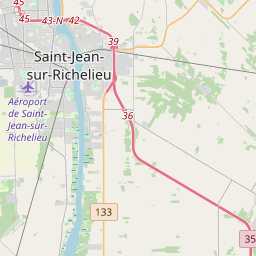 45
43-N
42
45
39
Saint-Jean-
sur-Richelieu
Aéroport
de Saint-
Jean-sur-
Richelieu
36
133
35